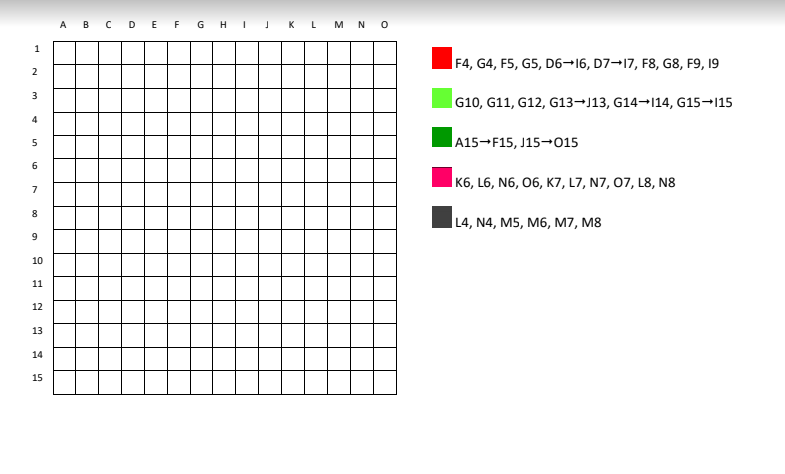 A B C D E F G H I J K L M N O
1
2
3
4
5
6
7
8
9
10
11
12
13
14
15
F4, G4, F5, G5, D6→I6, D7→I7, F8, G8, F9, I9
G10, G11, G12, G13→J13, G14→I14, G15→I15
A15→F15, J15→O15
K6, L6, N6, O6, K7, L7, N7, O7, L8, N8
L4, N4, M5, M6, M7, M8